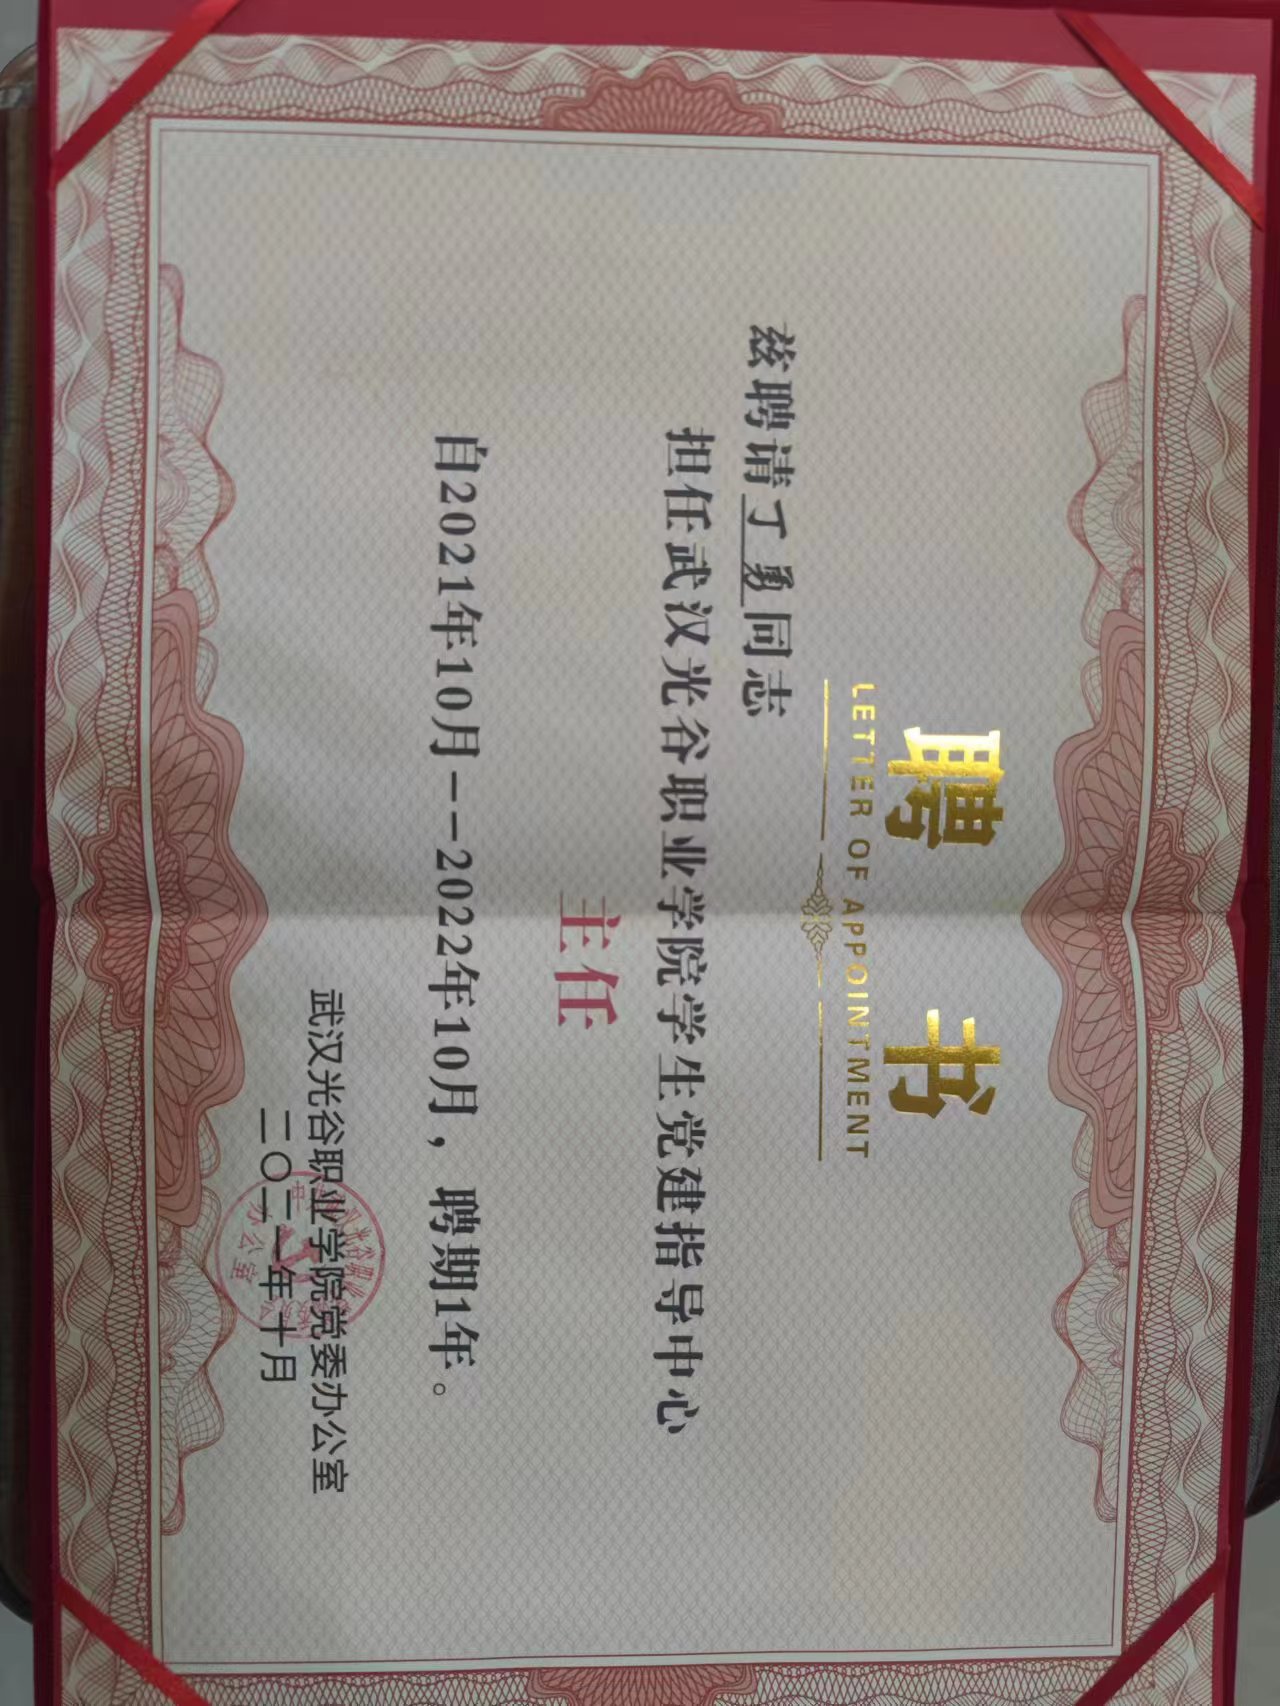 聘书
LETTER OF APPOINTMENT
兹聘请丁勇同志
担任武汉光谷职业学院学生党建指导中心
主任
自2021年10月--2022年10月，聘期1年。
武汉光谷职业学院党委办公室
二〇二一年十月